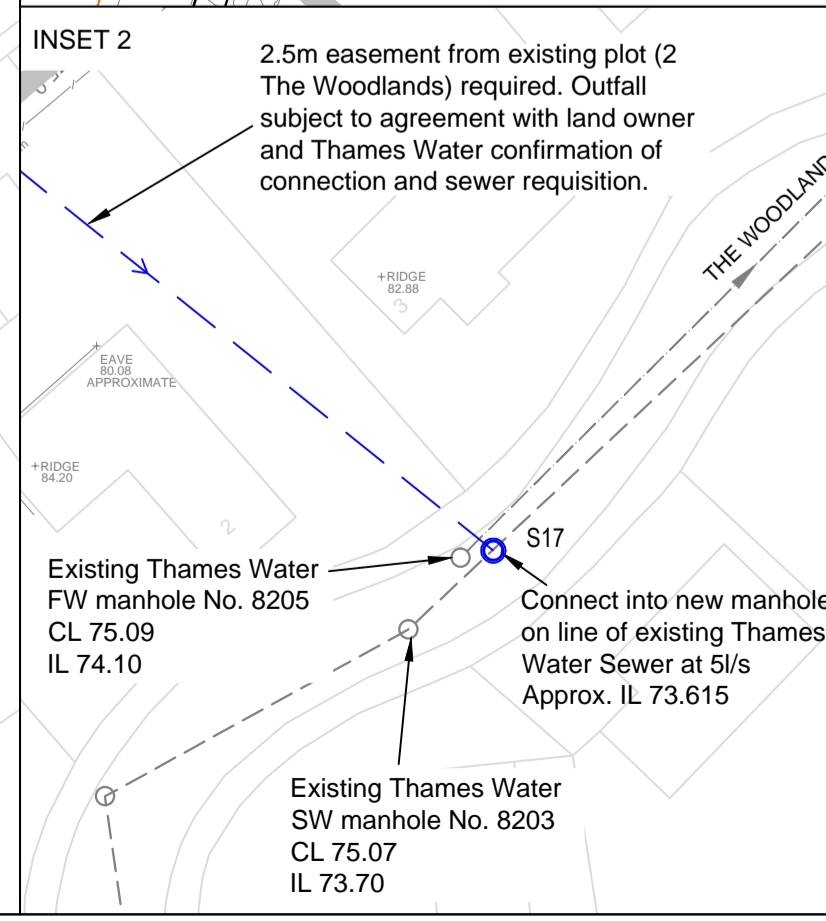 INSET 2
2.5m easement from existing plot (2
The Woodlands) required. Outfall
subject to agreement with land owner
and Thames Water confirmation of
connection and sewer requisition.
THE WOODLAND
+RIDGE
82.88
3
EAVE
80.08
APPROXIMATE
+RIDGE
84.20
2
S17
Existing Thames Water
FW manhole No. 8205
CL 75.09
IL 74.10
Connect into new manhole
on line of existing Thames
Water Sewer at 5l/s
Approx. IL 73.615
Existing Thames Water
SW manhole No. 8203
CL 75.07
IL 73.70